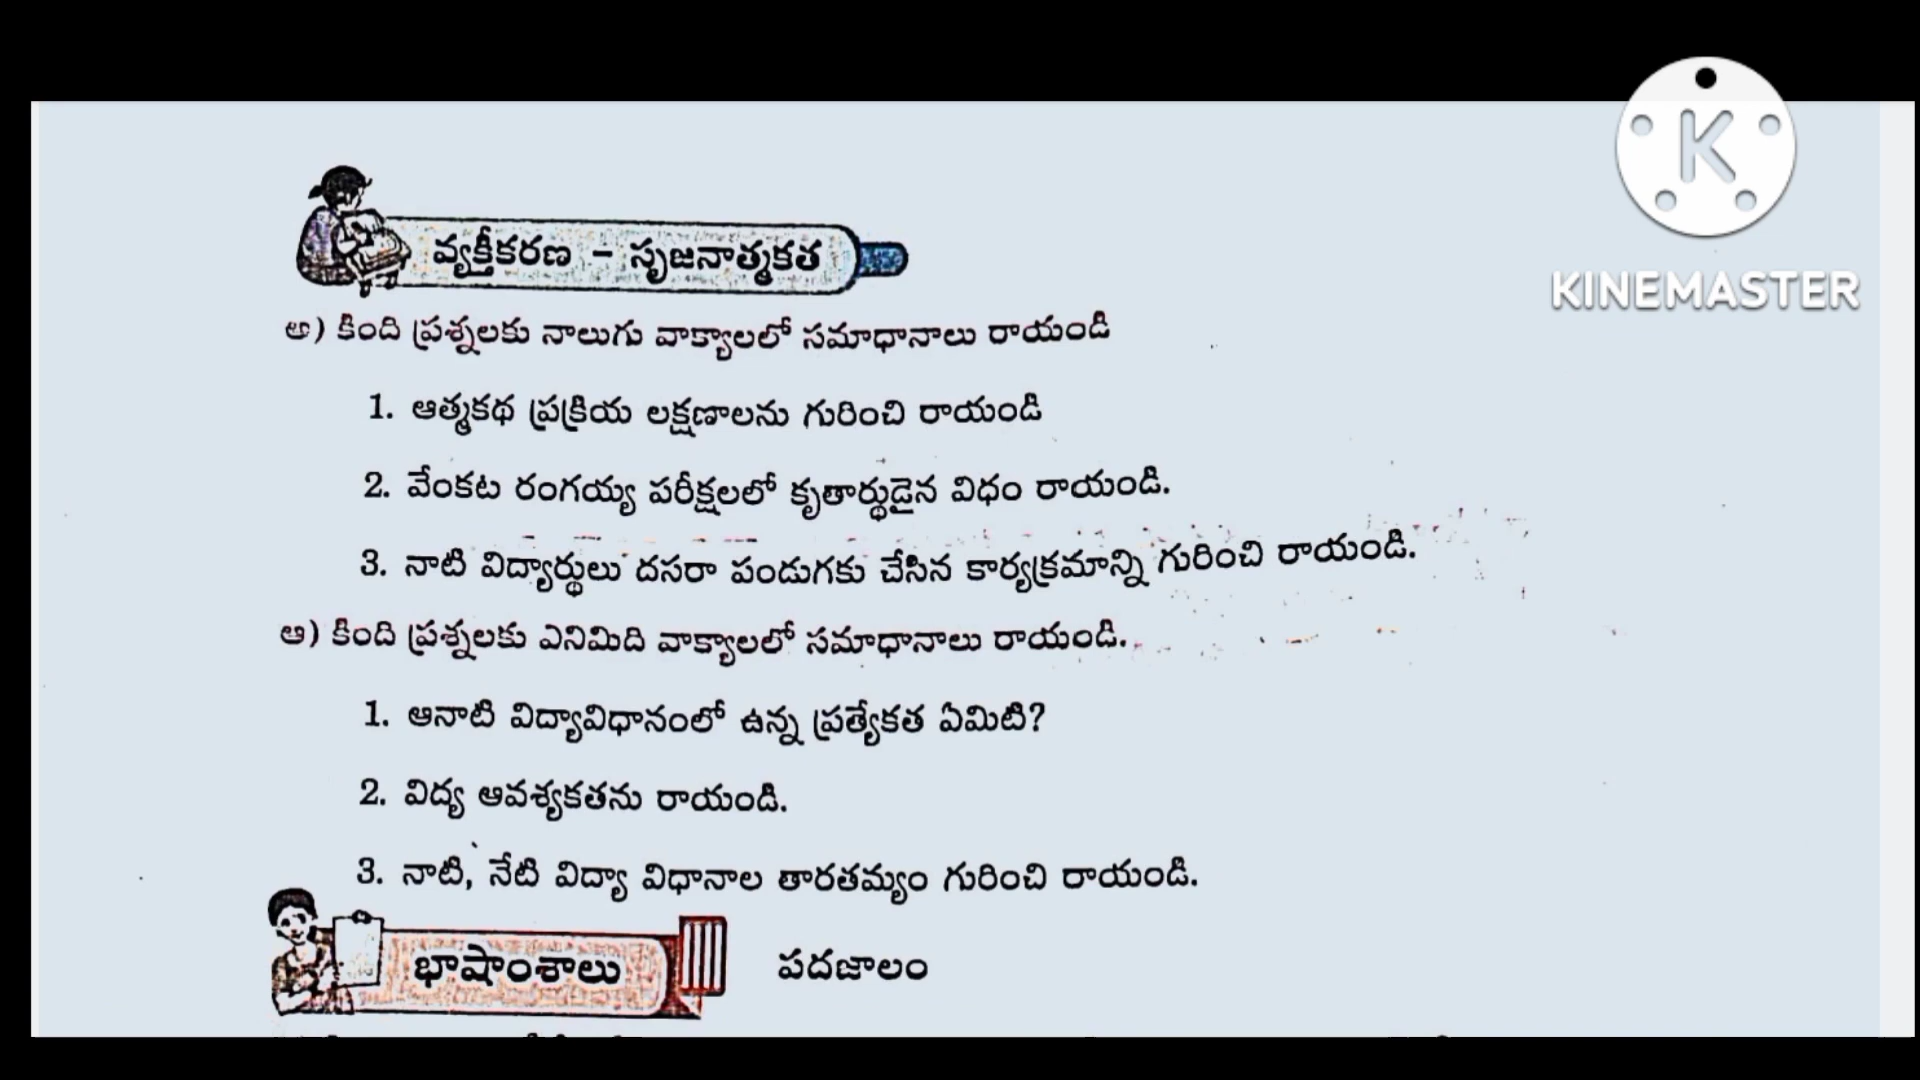 KINEMASTER
వ్యక్తీకరణ – సృజనాత్మకత
అ) కింది ప్రశ్నలకు నాలుగు వాక్యాలలో సమాధానాలు రాయండి
1. ఆత్మకథ ప్రక్రియ లక్షణాలను గురించి రాయండి
2. వేంకట రంగయ్య పరీక్షలలో కృతార్థుడైన విధం రాయండి.
3. నాటి విద్యార్థులు దసరా పండుగకు చేసిన కార్యక్రమాన్ని గురించి రాయండి.
ఆ) కింది ప్రశ్నలకు ఎనిమిది వాక్యాలలో సమాధానాలు రాయండి.
1. ఆనాటి విద్యావిధానంలో ఉన్న ప్రత్యేకత ఏమిటి?
2. విద్య ఆవశ్యకతను రాయండి.
3. నాటి, నేటి విద్యా విధానాల తారతమ్యం గురించి రాయండి.
భాషాంశాలు పదజాలం